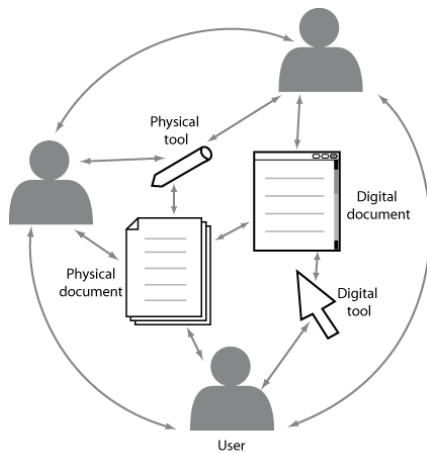 Physical
tool
Digital
document
Physical
document
Digital
tool
User